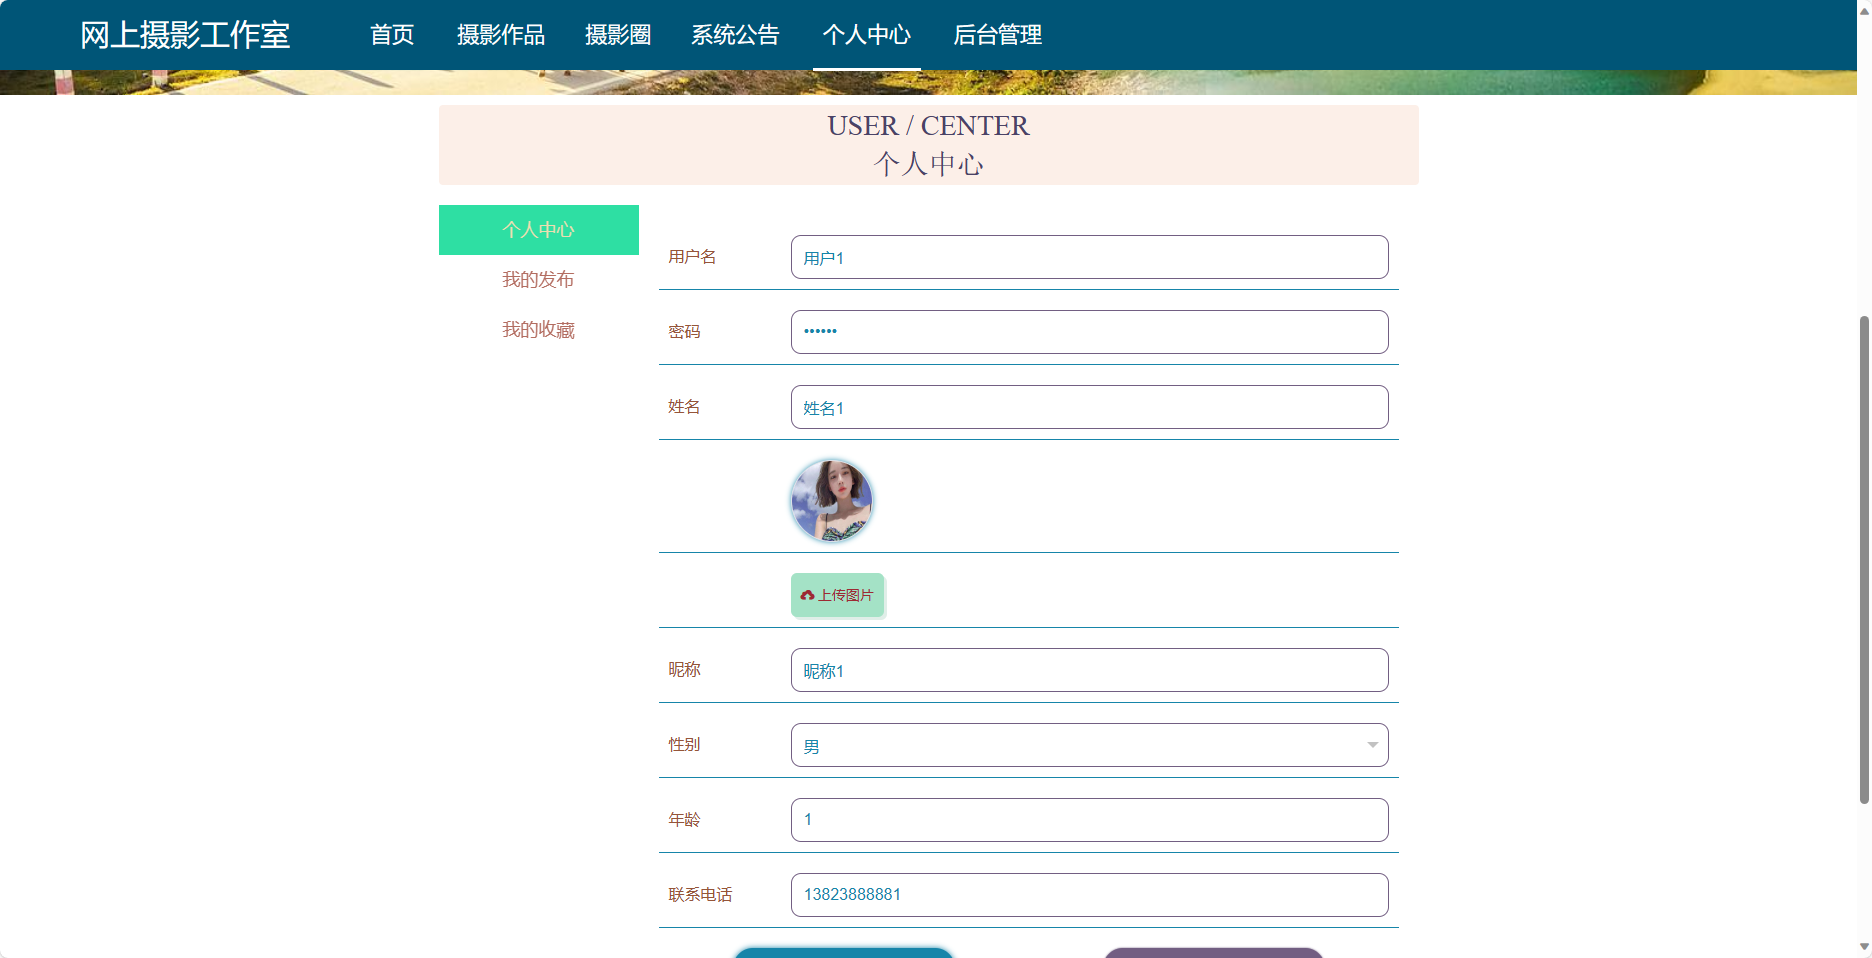 网上摄影工作室 首页 摄影作品 摄影圈 系统公告 个人中心 后台管理
USER / CENTER
个人中心
个人中心
我的发布
我的收藏
用户名 用户1
密码 ••••••
姓名 姓名1
上传图片
昵称 昵称1
性别 男
年龄 1
联系电话 13823888881